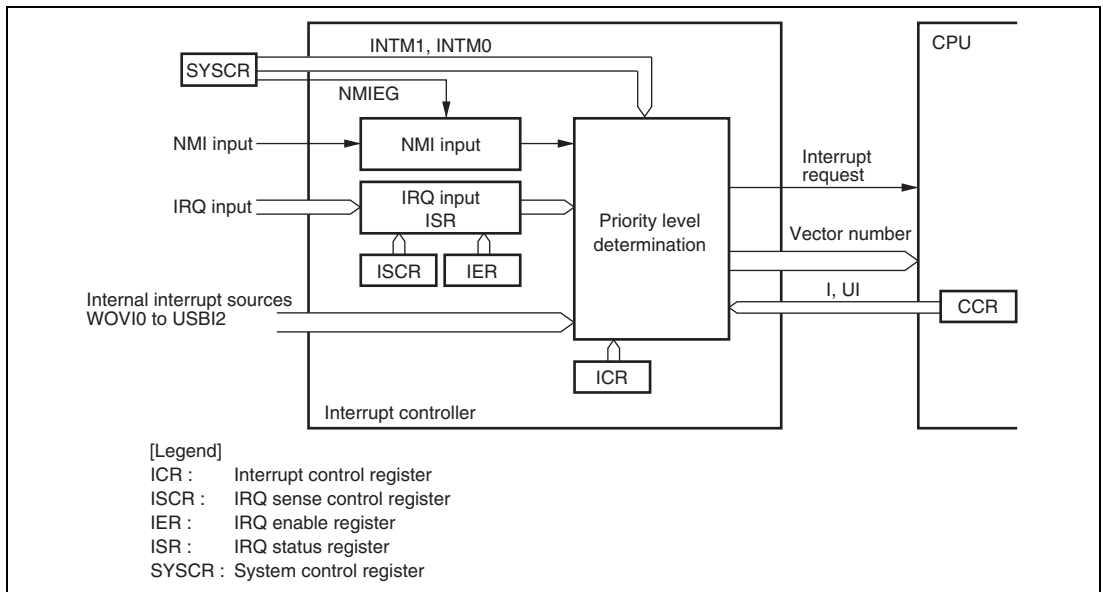 INTM1, INTM0
CPU
SYSCR
NMIEG
NMI input
NMI input
IRQ input
IRQ input
ISR
ISCR
IER
Priority level
determination
Interrupt
request
Vector number
I, UI
CCR
Internal interrupt sources
WOVI0 to USBI2
ICR
Interrupt controller
[Legend]
ICR : Interrupt control register
ISCR : IRQ sense control register
IER : IRQ enable register
ISR : IRQ status register
SYSCR : System control register